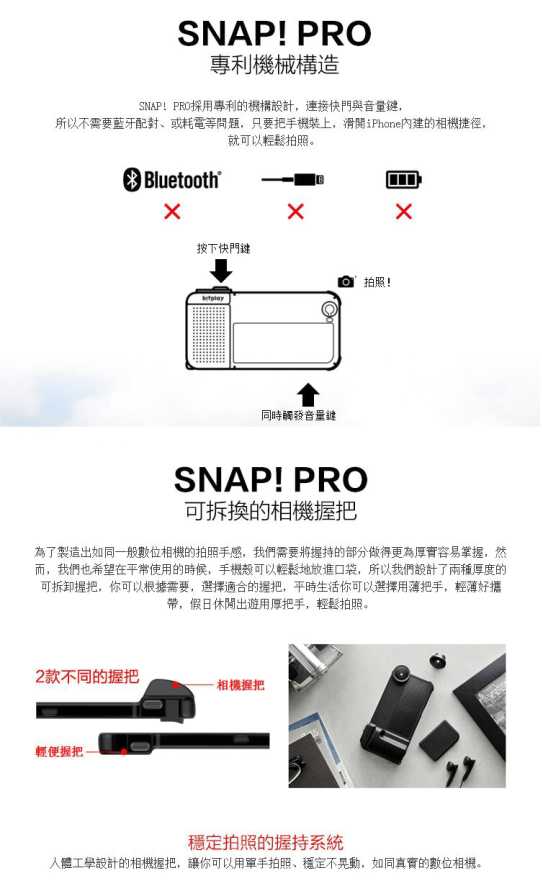 SNAP! PRO
專利機械構造
SNAP! PRO採用專利的機構設計，連接快門與音量鍵，
所以不需要藍牙配對、或耗電等問題，只要把手機裝上，滑開iPhone內建的相機捷徑，
就可以輕鬆拍照。
Bluetooth®
按下快門鍵
bitplay
拍照!
同時觸發音量鍵
SNAP! PRO
可拆換的相機握把
為了製造出如同一般數位相機的拍照手感，我們需要將握持的部分做得更為厚實容易掌握，然
而，我們也希望在平常使用的時候，手機殼可以輕鬆地放進口袋，所以我們設計了兩種厚度的
可拆卸握把，你可以根據需要，選擇適合的握把，平時生活你可以選擇用薄把手，輕薄好攜
帶，假日休閒出遊用厚把手，輕鬆拍照。
2款不同的握把
相機握把
輕便握把
穩定拍照的握持系統
人體工學設計的相機握把，讓你可以用單手拍照、穩定不晃動，如同真實的數位相機。